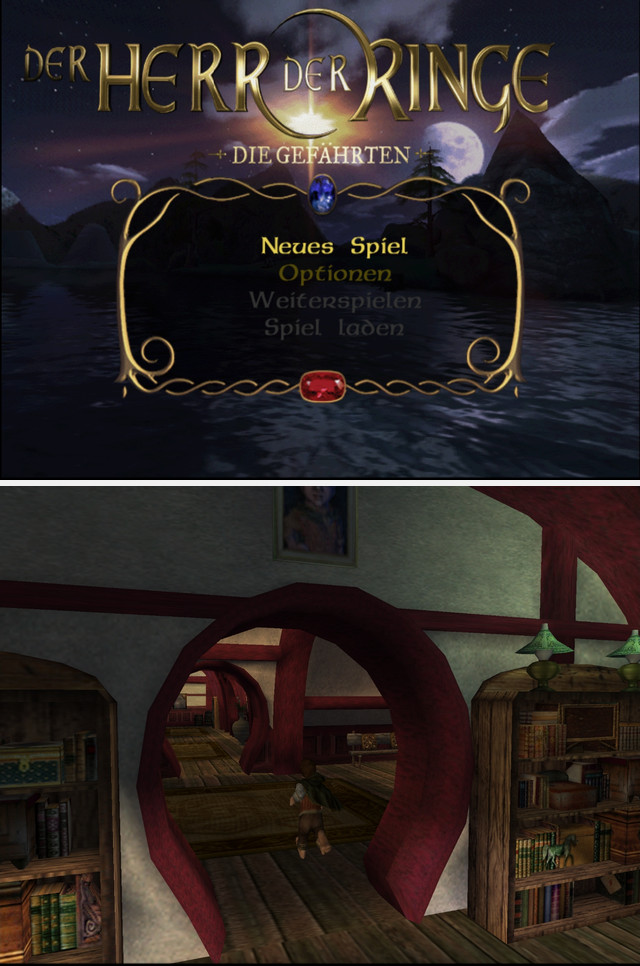 DER HERR DER RINGE
DIE GEFÄHRTEN
Neues Spiel
Optionen
Weiterspielen
Spiel laden